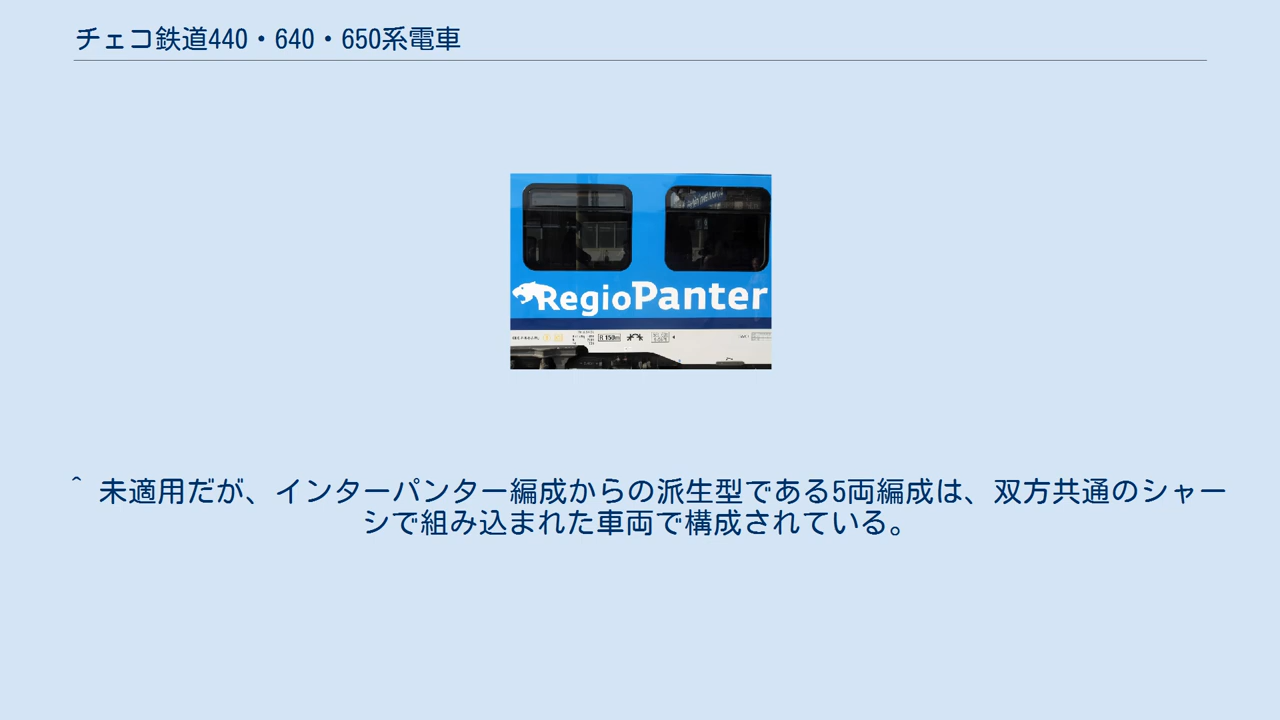 チェコ鉄道440・640・650系電車
RegioPanter
R 150m
^ 未適用だが、インターパンター編成からの派生型である5両編成は、双方共通のシャー
シで組み込まれた車両で構成されている。